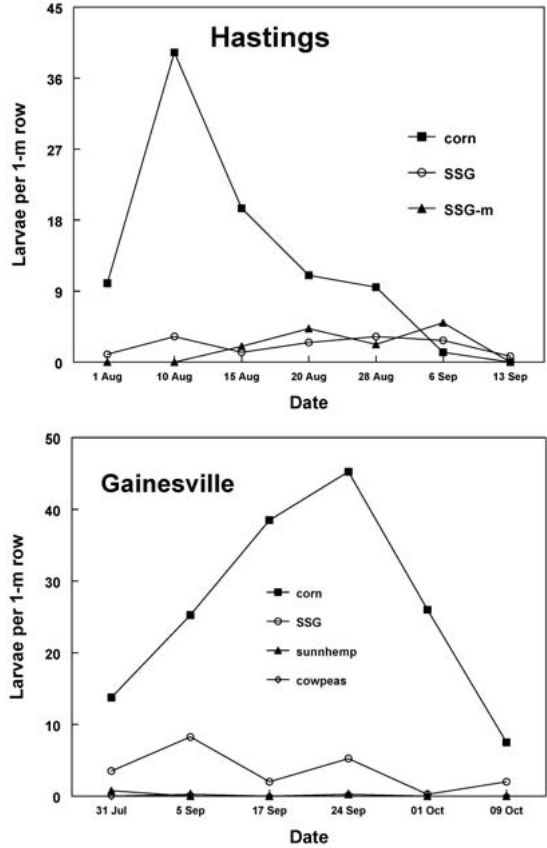 Hastings
45
36
27
18
9
0
Larvae per 1-m row
corn
SSG
SSG-m
1 Aug 10 Aug 15 Aug 20 Aug 28 Aug 6 Sep 13 Sep
Date
Gainesville
50
40
30
20
10
0
Larvae per 1-m row
corn
SSG
sunnhemp
cowpeas
31 Jul 5 Sep 17 Sep 24 Sep 01 Oct 09 Oct
Date